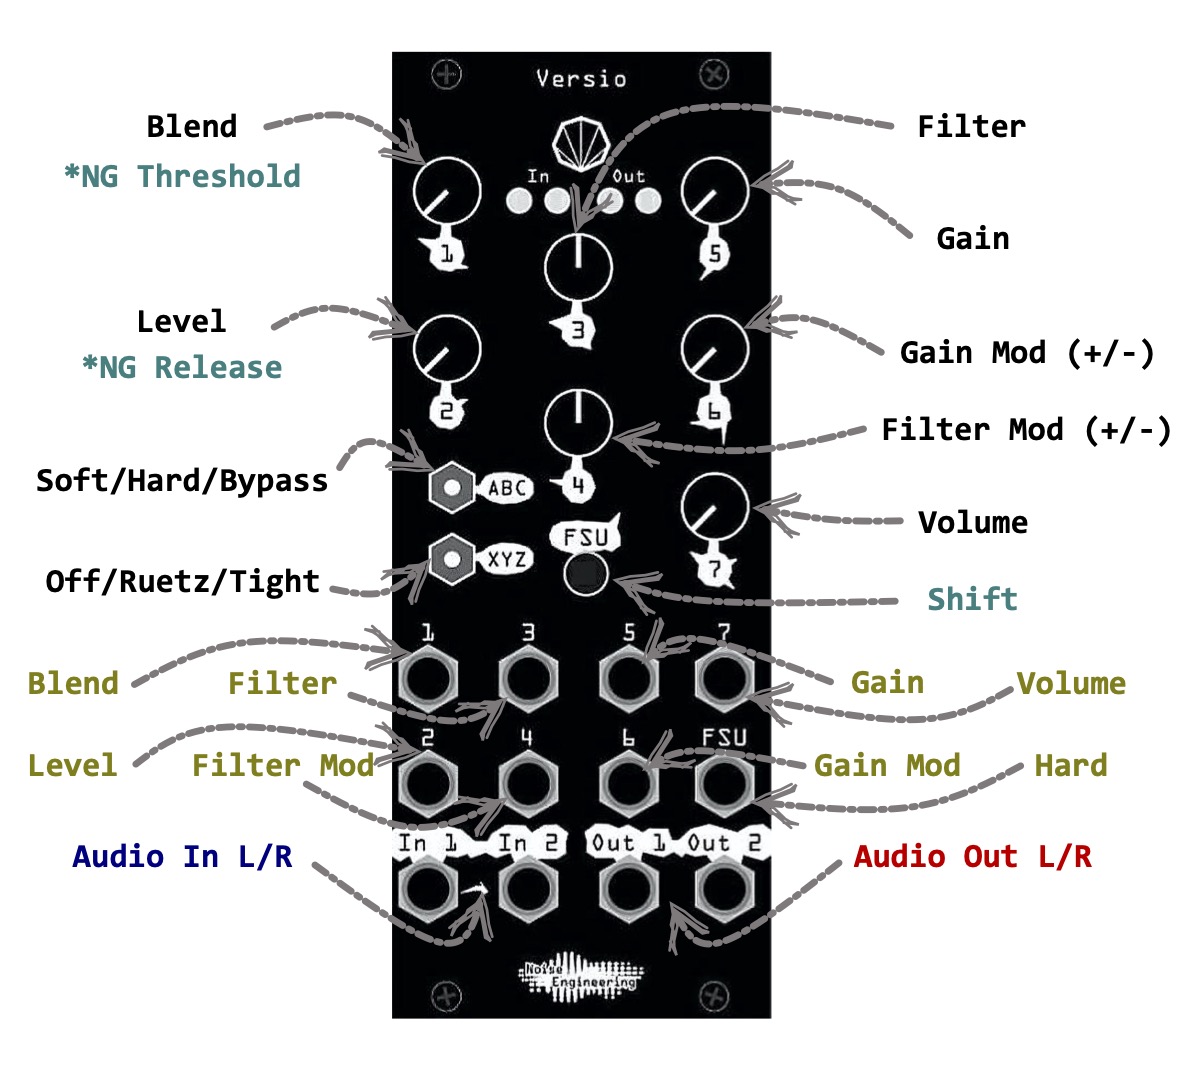 Versio
Blend
Filter
*NG Threshold
In
Out
1
5
Gain
Level
3
*NG Release
Gain Mod (+/-)
2
6
Filter Mod (+/-)
Soft/Hard/Bypass
ABC
4
Volume
FSU
XYZ
7
Off/Ruetz/Tight
Shift
1
3
5
7
Blend
Filter
Gain
Volume
2
4
6
FSU
Level
Filter Mod
Gain Mod
Hard
In 1
In 2
Out 1
Out 2
Audio In L/R
Audio Out L/R
Noise
Engineering